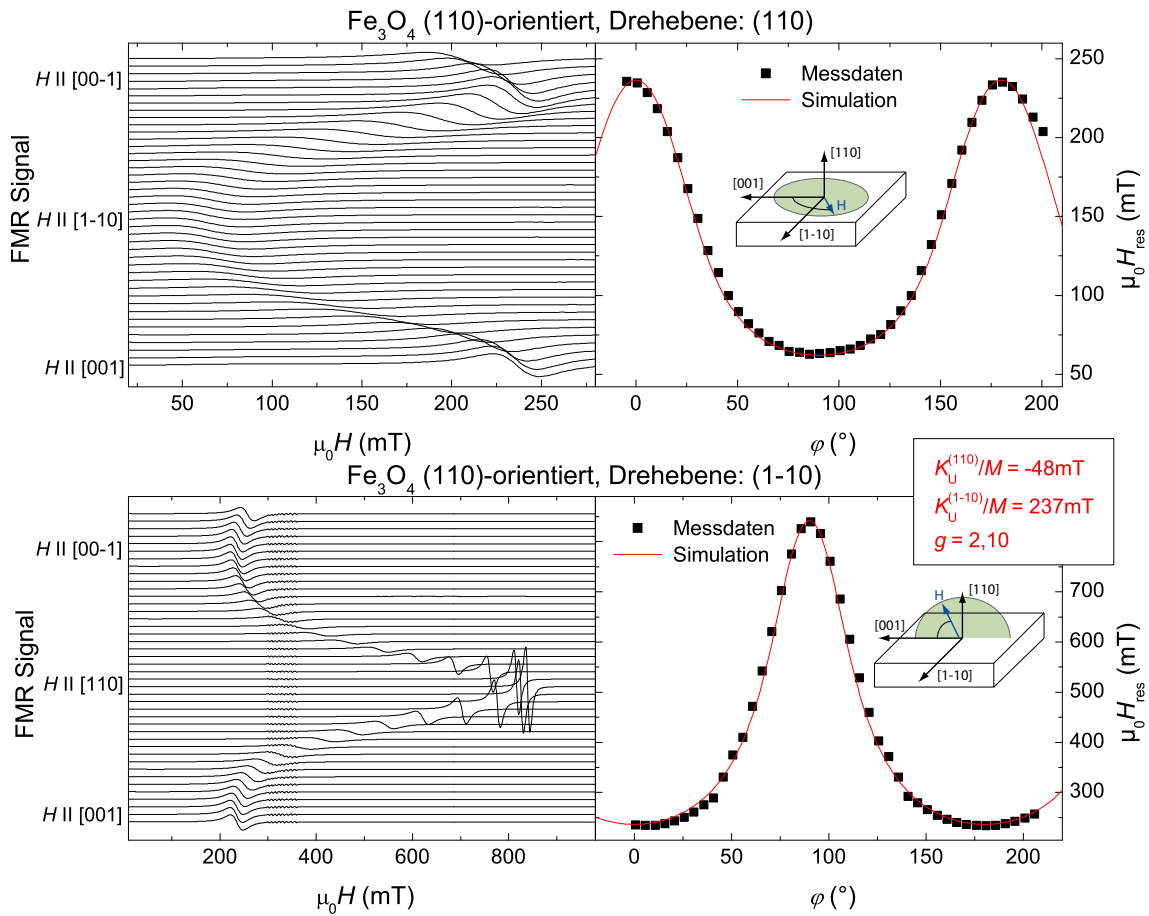 Fe3O4 (110)-orientiert, Drehebene: (110)
FMR Signal
H II [00-1]
H II [1-10]
H II [001]
50 100 150 200 250
μ0H (mT)
Messdaten
Simulation
[110]
[001]
H
[1-10]
250
200
150
100
50
μ0Hres (mT)
0 50 100 150 200
φ (°)
Fe3O4 (110)-orientiert, Drehebene: (1-10)
FMR Signal
H II [00-1]
H II [110]
H II [001]
200 400 600 800
μ0H (mT)
Messdaten
Simulation
KU(110)/M = -48mT
KU(1-10)/M = 237mT
g = 2,10
H
[110]
[001]
[1-10]
700
600
500
400
300
μ0Hres (mT)
0 50 100 150 200
φ (°)